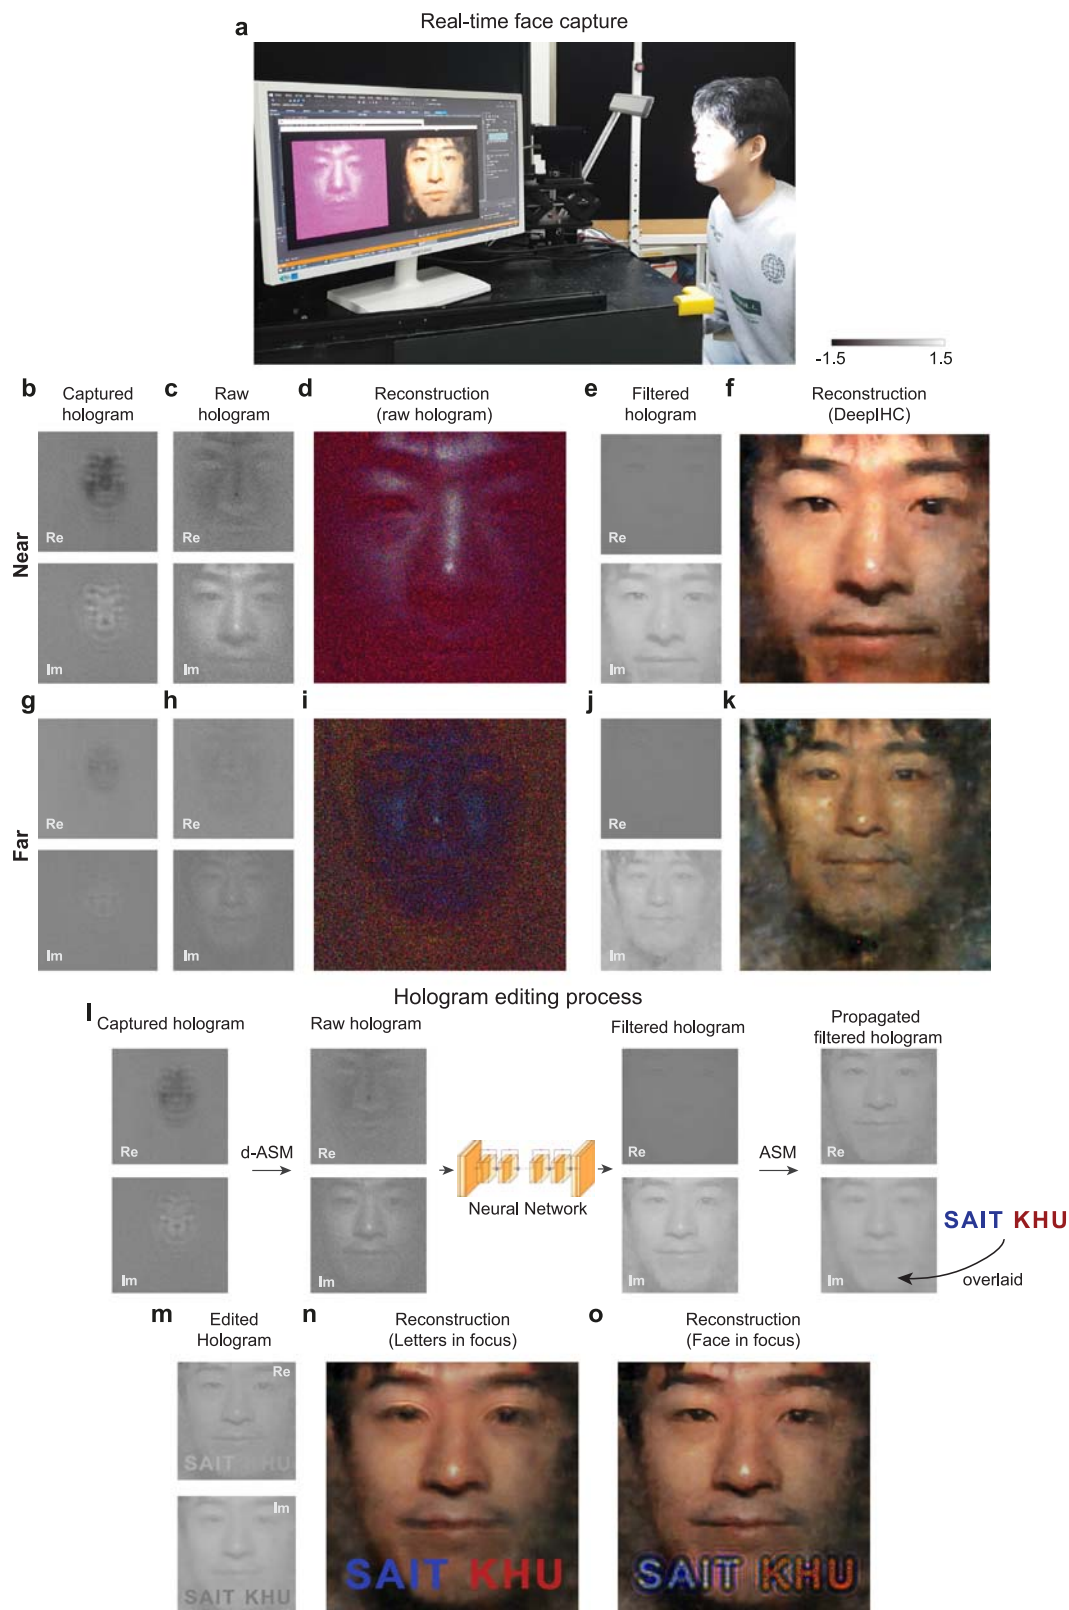 a Real-time face capture
-1.5 1.5
b Captured hologram
c Raw hologram
d Reconstruction (raw hologram)
e Filtered hologram
f Reconstruction (DeepIHC)
Near
Re
Re
Re
Im
Im
Im
g
h
i
j
k
Far
Re
Re
Re
Im
Im
Im
Hologram editing process
l
Captured hologram
Raw hologram
Filtered hologram
Propagated filtered hologram
Re
Re
Re
Re
d-ASM
Neural Network
ASM
Im
Im
Im
Im
SAIT KHU
overlaid
m Edited Hologram
n Reconstruction (Letters in focus)
o Reconstruction (Face in focus)
Re
SAIT KHU
Im
SAIT KHU
SAIT KHU
SAIT KHU